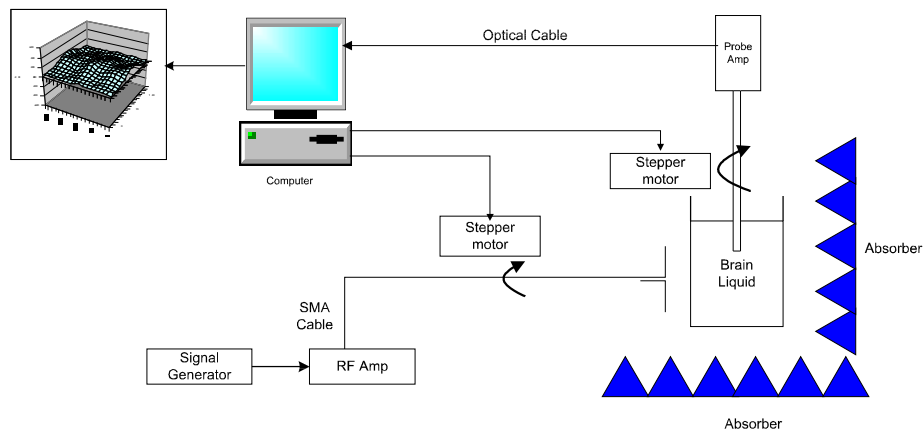 Optical Cable
Probe
Amp
Computer
Stepper
motor
Stepper
motor
Absorber
Brain
Liquid
SMA
Cable
Signal
Generator
RF Amp
Absorber